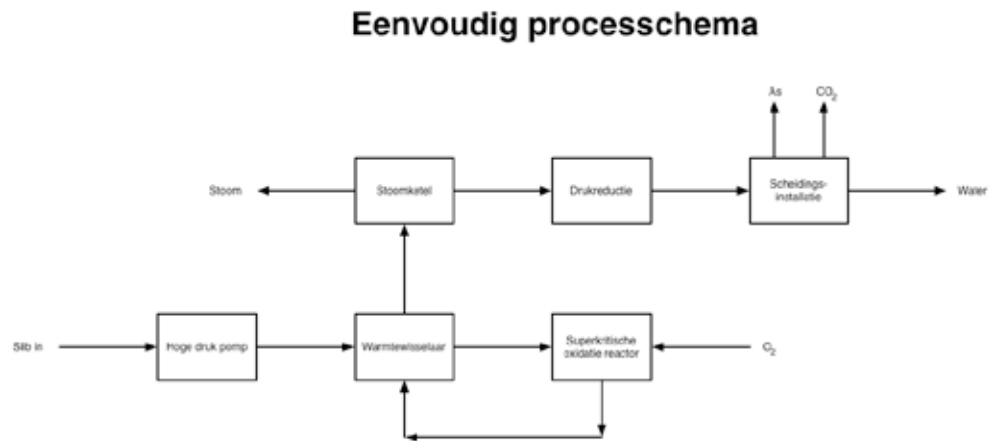 Eenvoudig processchema
As
CO2
Stoom
Stoomketel
Drukreductie
Scheidings-
installatie
Water
Slib in
Hoge druk pomp
Warmtewisselaar
Superkritische
oxidatie reactor
O2